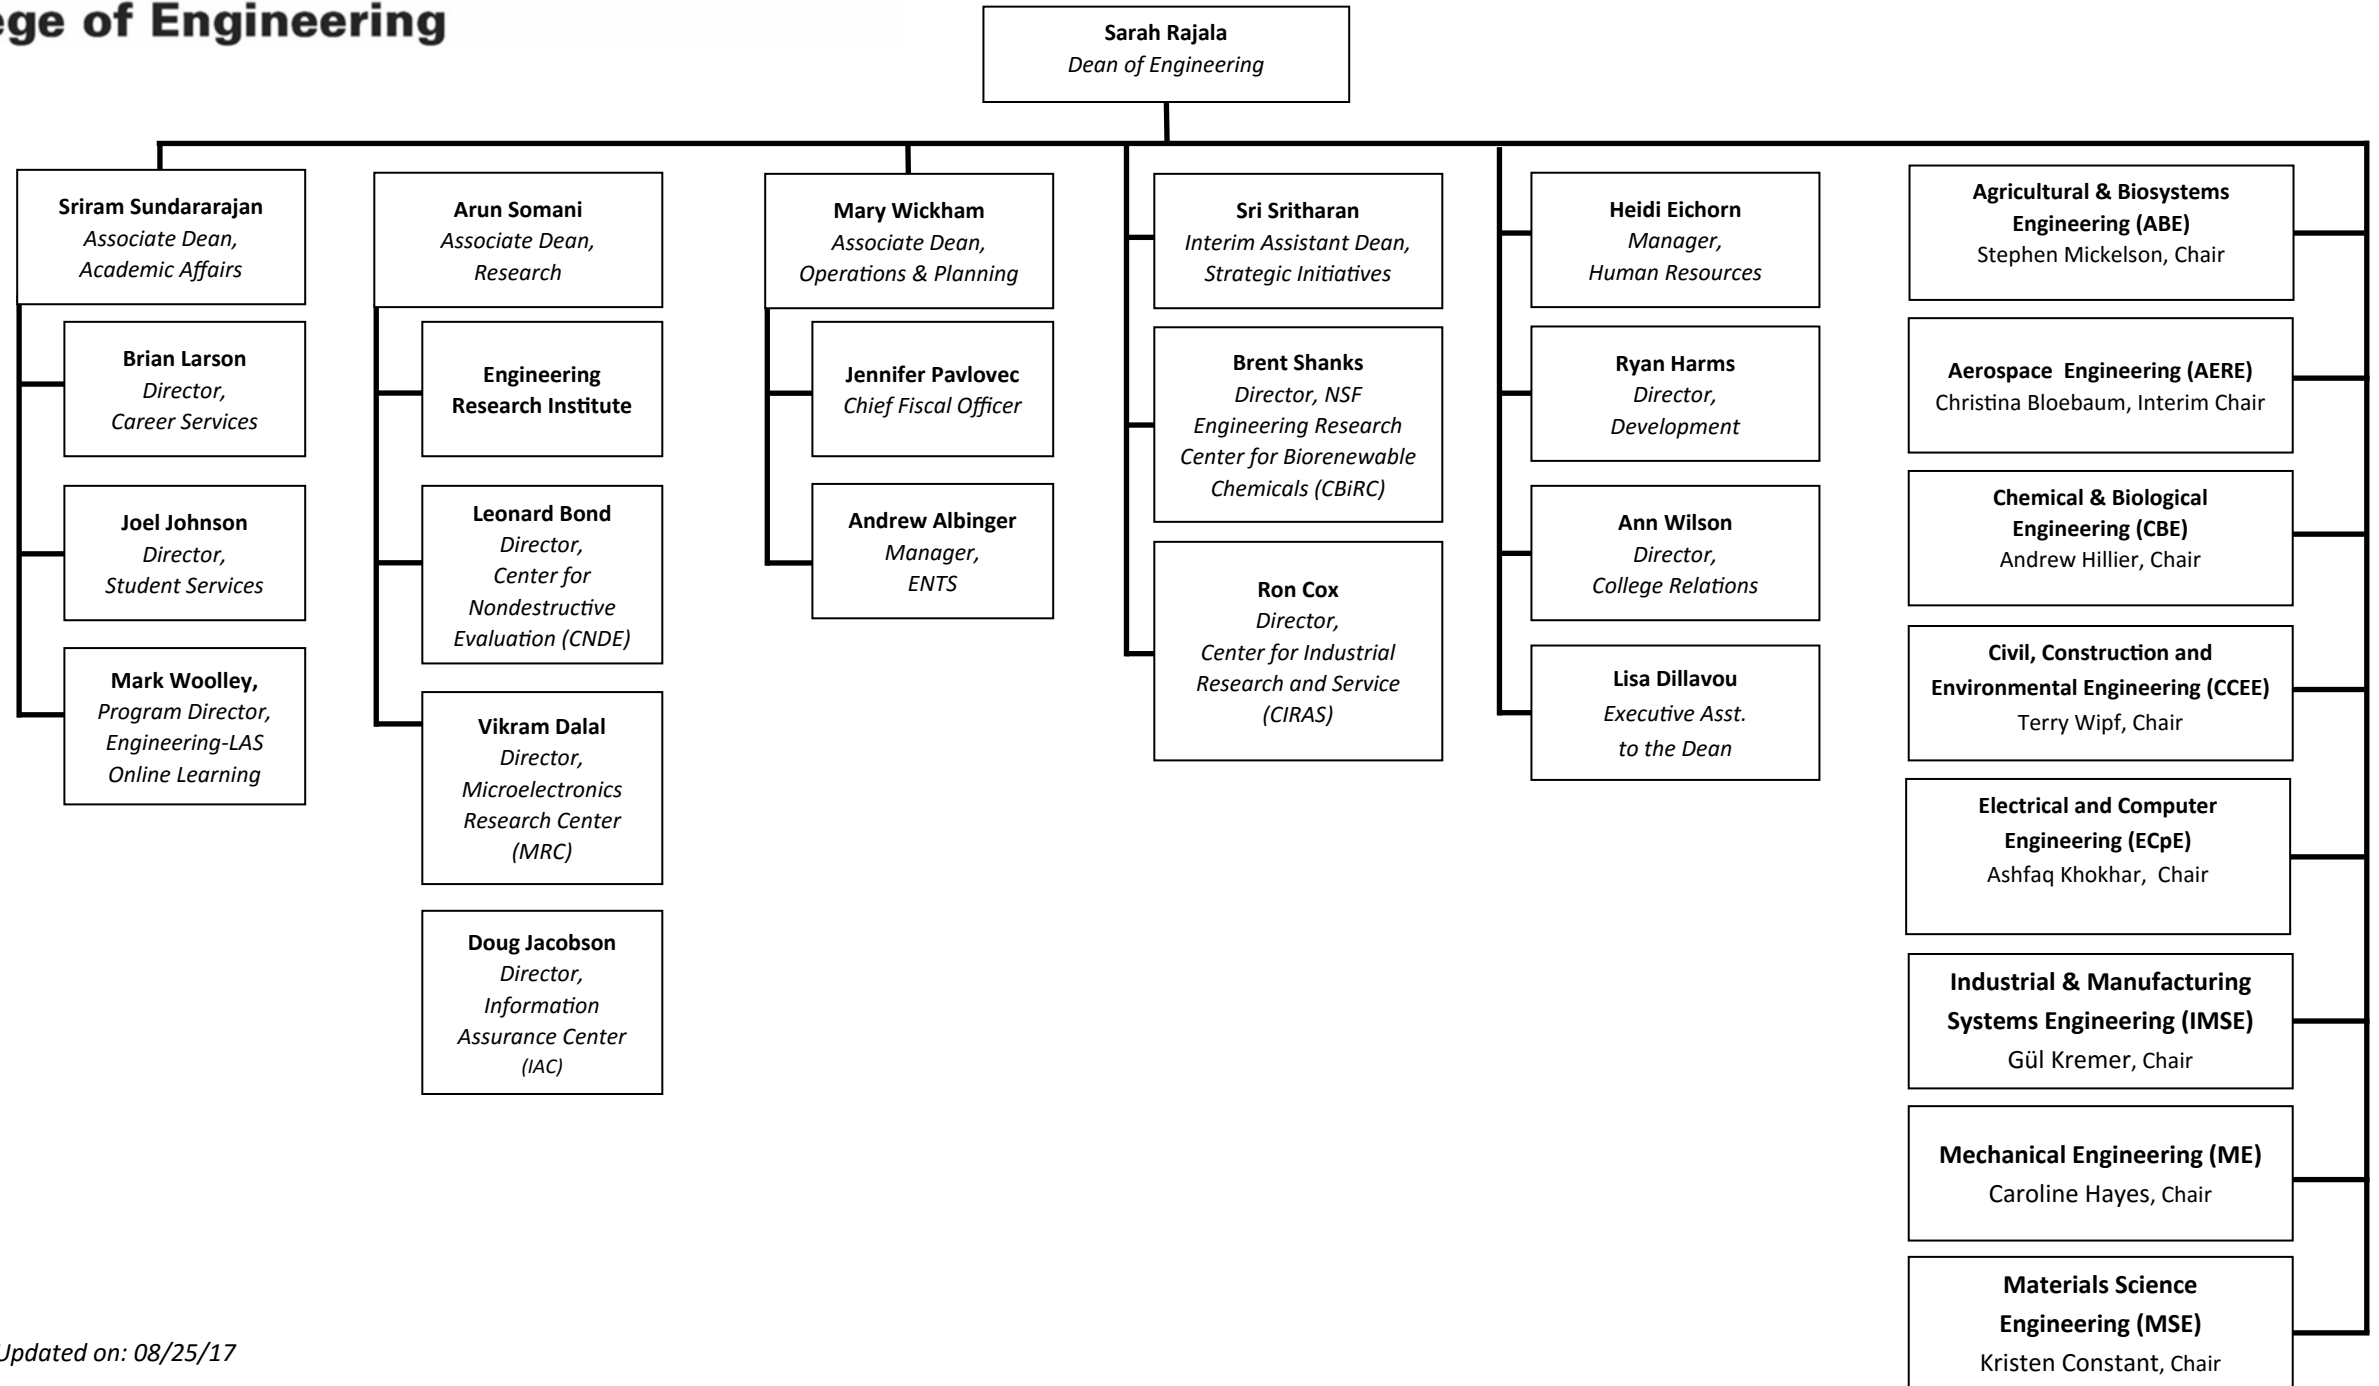 ege of Engineering
Sarah Rajala
Dean of Engineering
Sriram Sundararajan
Associate Dean,
Academic Affairs
Brian Larson
Director,
Career Services
Joel Johnson
Director,
Student Services
Mark Woolley,
Program Director,
Engineering-LAS
Online Learning
Arun Somani
Associate Dean,
Research
Engineering
Research Institute
Leonard Bond
Director,
Center for
Nondestructive
Evaluation (CNDE)
Vikram Dalal
Director,
Microelectronics
Research Center
(MRC)
Doug Jacobson
Director,
Information
Assurance Center
(IAC)
Mary Wickham
Associate Dean,
Operations & Planning
Jennifer Pavlovec
Chief Fiscal Officer
Andrew Albinger
Manager,
ENTS
Sri Sritharan
Interim Assistant Dean,
Strategic Initiatives
Brent Shanks
Director, NSF
Engineering Research
Center for Biorenewable
Chemicals (CBiRC)
Ron Cox
Director,
Center for Industrial
Research and Service
(CIRAS)
Heidi Eichorn
Manager,
Human Resources
Ryan Harms
Director,
Development
Ann Wilson
Director,
College Relations
Lisa Dillavou
Executive Asst.
to the Dean
Agricultural & Biosystems
Engineering (ABE)
Stephen Mickelson, Chair
Aerospace  Engineering (AERE)
Christina Bloebaum, Interim Chair
Chemical & Biological
Engineering (CBE)
Andrew Hillier, Chair
Civil, Construction and
Environmental Engineering (CCEE)
Terry Wipf, Chair
Electrical and Computer
Engineering (ECpE)
Ashfaq Khokhar,  Chair
Industrial & Manufacturing
Systems Engineering (IMSE)
Gül Kremer, Chair
Mechanical Engineering (ME)
Caroline Hayes, Chair
Materials Science
Engineering (MSE)
Kristen Constant, Chair
Updated on: 08/25/17